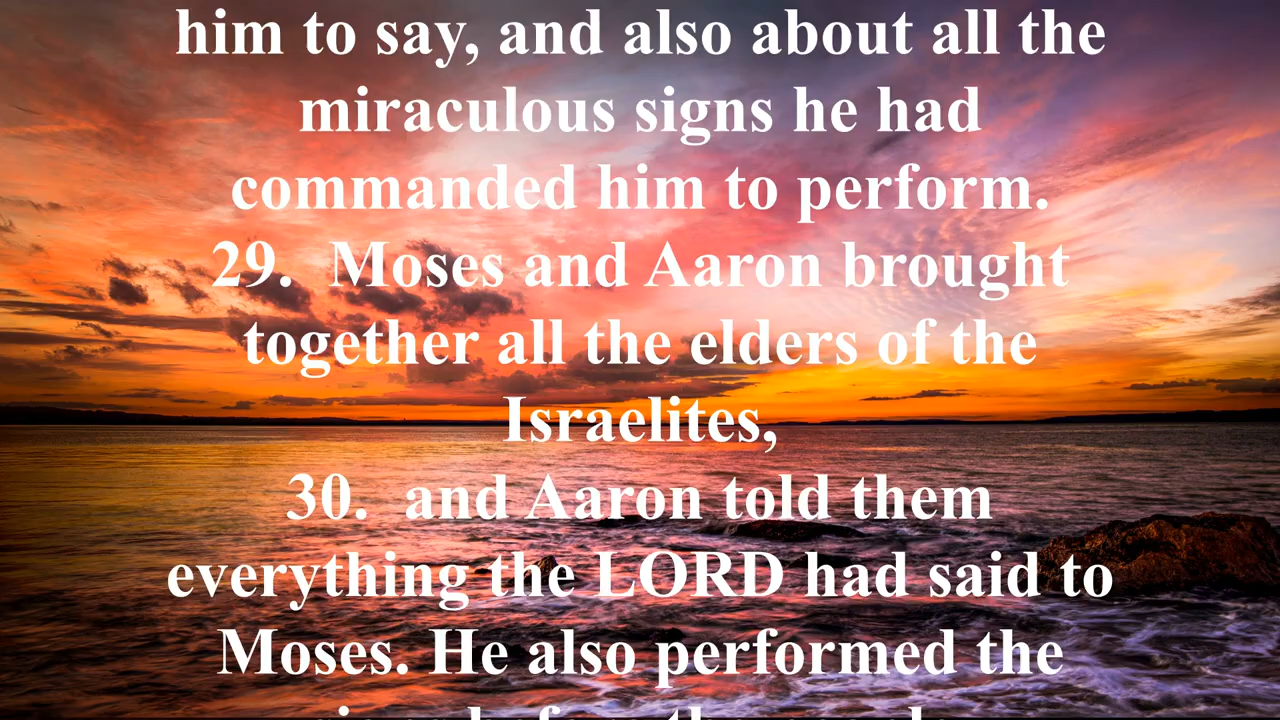 him to say, and also about all the
miraculous signs he had
commanded him to perform.
29.  Moses and Aaron brought
together all the elders of the
Israelites,
30.  and Aaron told them
everything the LORD had said to
Moses. He also performed the